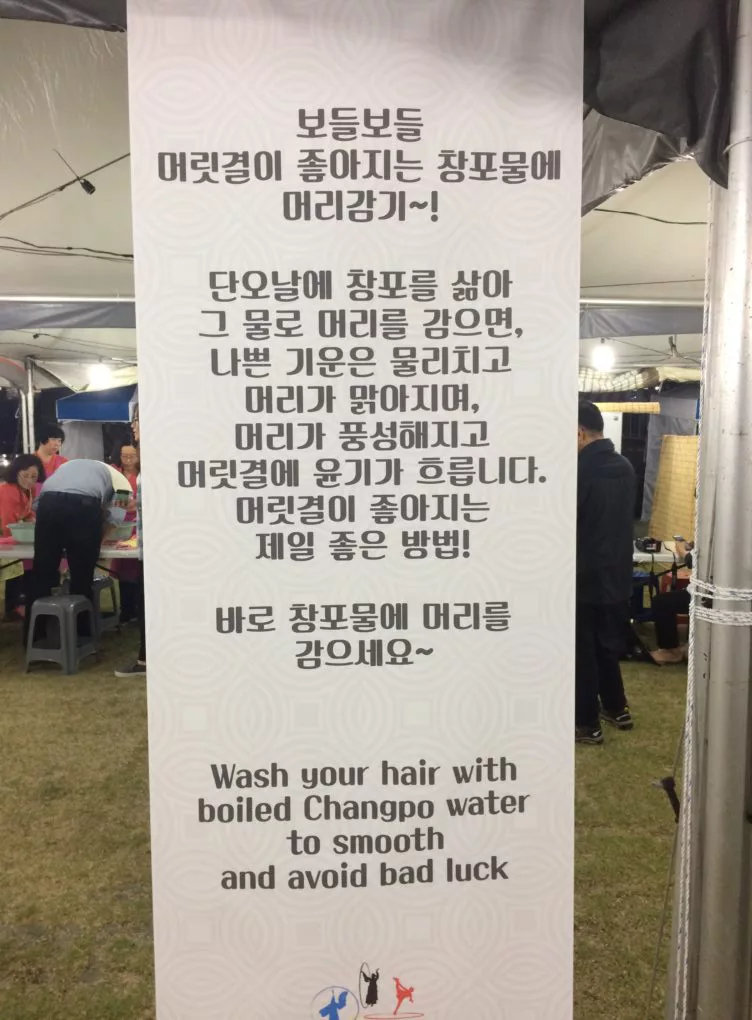 보들보들
머릿결이 좋아지는 창포물에
머리감기~!
단오날에 창포를 삶아
그 물로 머리를 감으면,
나쁜 기운은 물리치고
머리가 맑아지며,
머리가 풍성해지고
머릿결에 윤기가 흐릅니다.
머릿결이 좋아지는
제일 좋은 방법!
바로 창포물에 머리를
감으세요~
Wash your hair with
boiled Changpo water
to smooth
and avoid bad luck